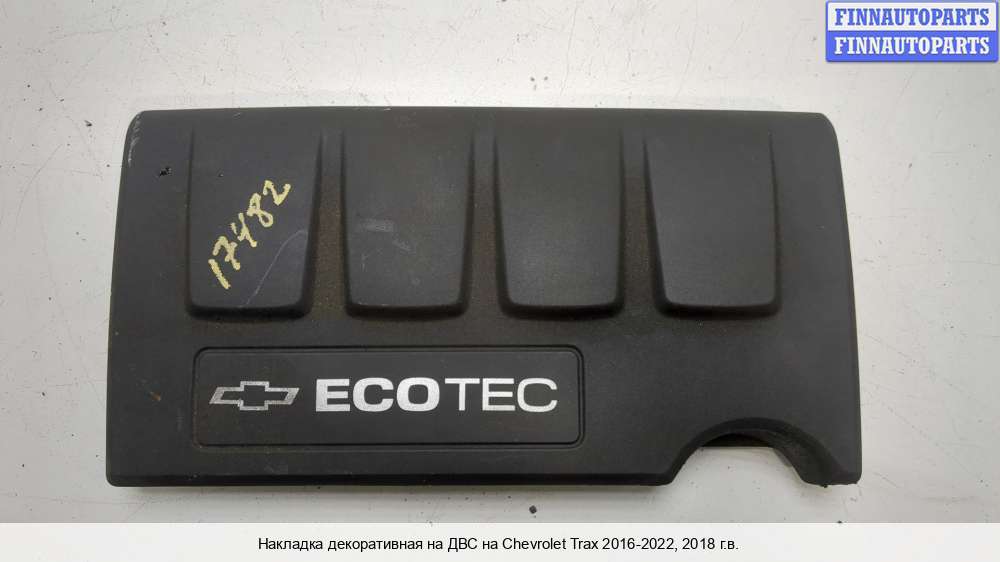 FINNAUTOPARTS
FINNAUTOPARTS
17482
ECOTEC
Накладка декоративная на ДВС на Chevrolet Trax 2016-2022, 2018 г.в.